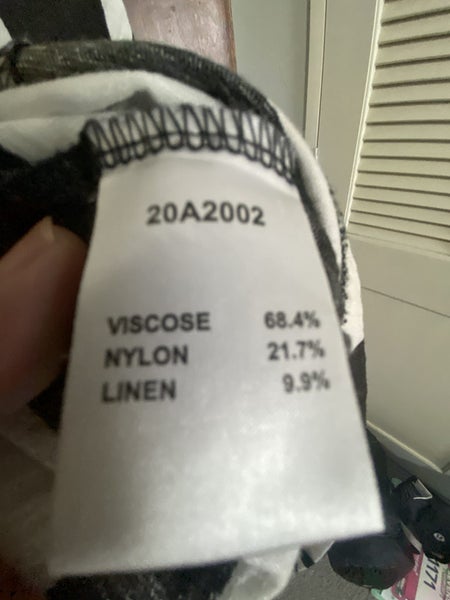 20A2002
VISCOSE 68.4%
NYLON 21.7%
LINEN 9.9%